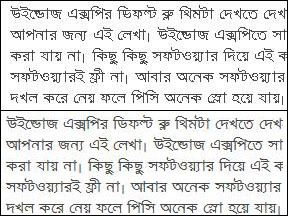 উইন্ডোজ এক্সপির ডিফল্ট ব্লু থিমটা দেখতে দেখ
আপনার জন্য এই লেখা। উইন্ডোজ এক্সপিতে সা
করা যায় না। কিছু কিছু সফটওয়্যার দিয়ে এই ক
সফটওয়্যারই ফ্রী না। আবার অনেক সফটওয়্যার
দখল করে নেয় ফলে পিসি অনেক স্লো হয়ে যায়।
উইন্ডোজ এক্সপির ডিফল্ট ব্লু থিমটা দেখতে দেখ
আপনার জন্য এই লেখা। উইন্ডোজ এক্সপিতে সা
করা যায় না। কিছু কিছু সফটওয়্যার দিয়ে এই ক
সফটওয়্যারই ফ্রী না। আবার অনেক সফটওয়্যার
দখল করে নেয় ফলে পিসি অনেক স্লো হয়ে যায়।